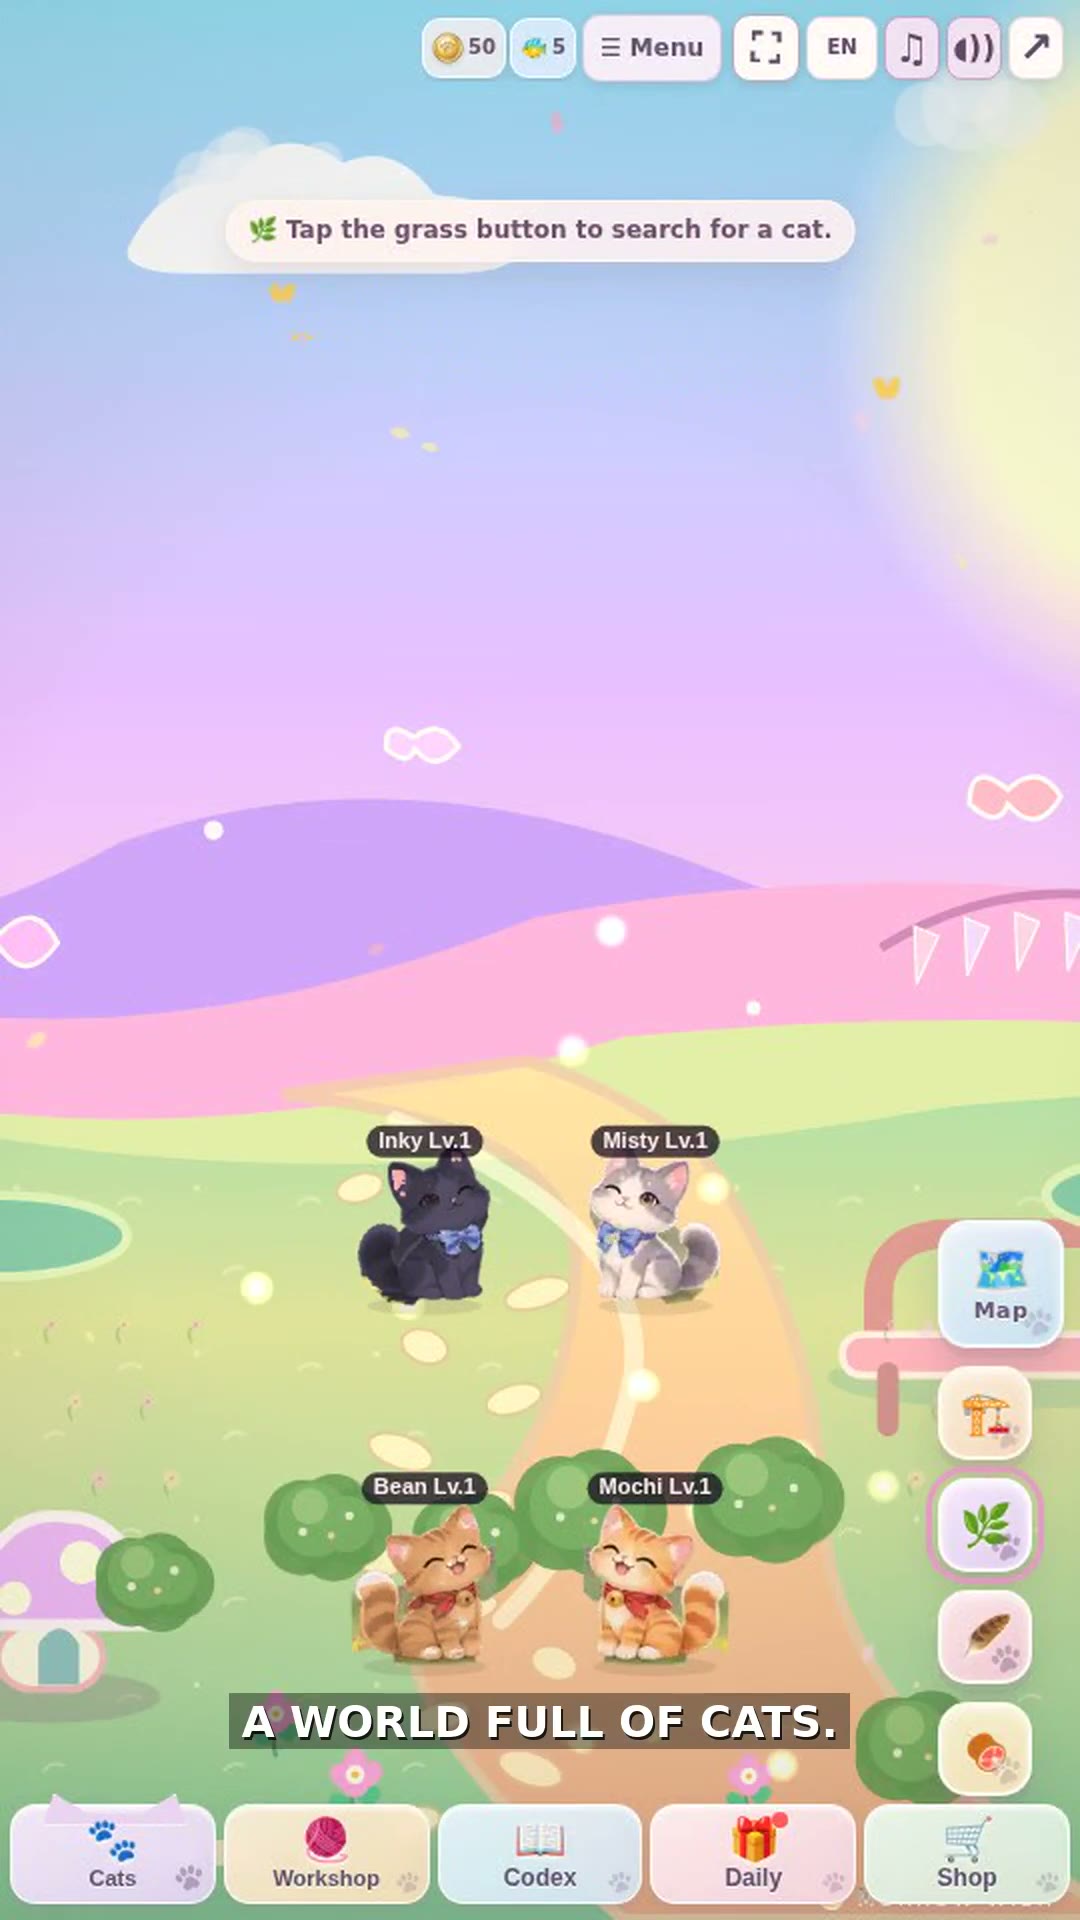 50
5
☰ Menu
EN
Tap the grass button to search for a cat.
Inky Lv.1
Misty Lv.1
Map
Bean Lv.1
Mochi Lv.1
A WORLD FULL OF CATS.
Cats
Workshop
Codex
Daily
Shop